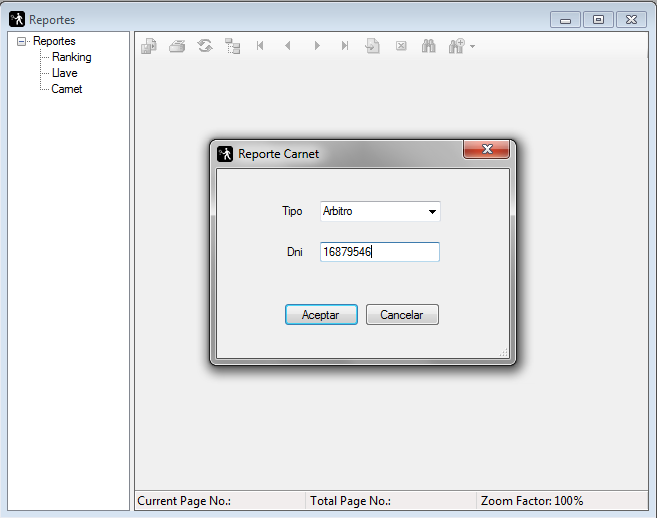 Reportes
Reportes
Ranking
Llave
Carnet
Reporte Carnet
Tipo Arbitro
Dni 16879546
Aceptar Cancelar
Current Page No.: Total Page No.: Zoom Factor: 100%